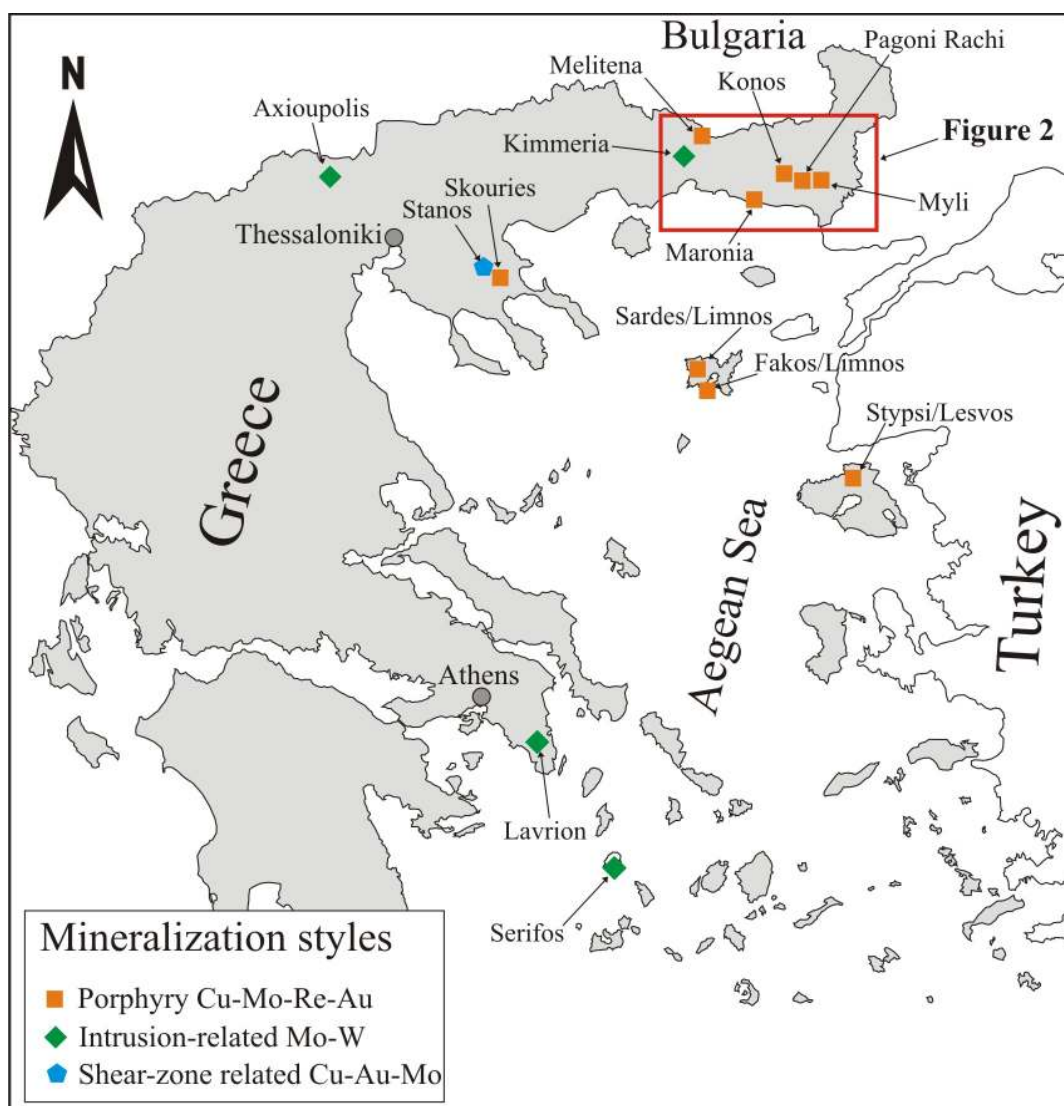 Bulgaria
Pagoni Rachi
Melitena
Konos
N
Axioupolis
Kimmeria
Figure 2
Skouries
Stanos
Myli
Thessaloniki
Maronia
Sardes/Limnos
Fakos/Limnos
Stypsi/Lesvos
Greece
Aegean Sea
Turkey
Athens
Lavrion
Serifos
Mineralization styles
Porphyry Cu-Mo-Re-Au
Intrusion-related Mo-W
Shear-zone related Cu-Au-Mo